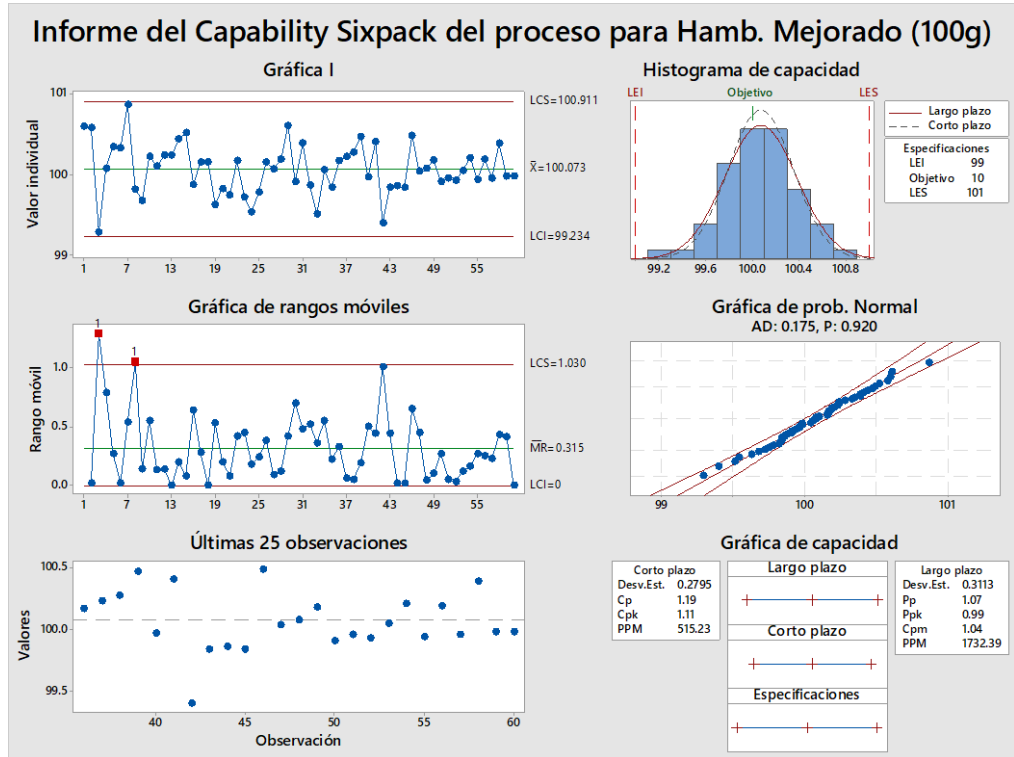 Informe del Capability Sixpack del proceso para Hamb. Mejorado (100g)
Gráfica I
Valor individual
101
100
99
1 7 13 19 25 31 37 43 49 55
LCS=100.911
X̄=100.073
LCI=99.234
Histograma de capacidad
LEI Objetivo LES
99.2 99.6 100.0 100.4 100.8
Largo plazo
Corto plazo
Especificaciones
LEI 99
Objetivo 10
LES 101
Gráfica de rangos móviles
Rango móvil
1.0
0.5
0.0
1
1
1 7 13 19 25 31 37 43 49 55
LCS=1.030
M̅R̅=0.315
LCI=0
Gráfica de prob. Normal
AD: 0.175, P: 0.920
99 100 101
Últimas 25 observaciones
Valores
100.5
100.0
99.5
40 45 50 55 60
Observación
Gráfica de capacidad
Corto plazo
Desv.Est. 0.2795
Cp 1.19
Cpk 1.11
PPM 515.23
Largo plazo
Corto plazo
Especificaciones
Largo plazo
Desv.Est. 0.3113
Pp 1.07
Ppk 0.99
Cpm 1.04
PPM 1732.39